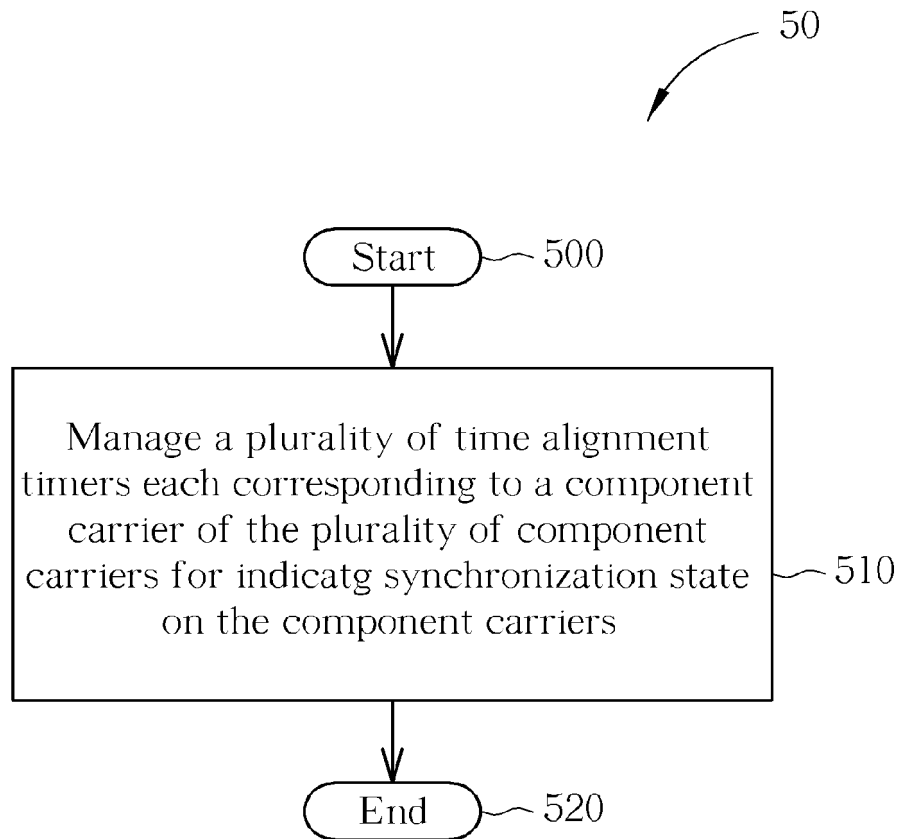 50
Start 500
Manage a plurality of time alignment
timers each corresponding to a component
carrier of the plurality of component
carriers for indicatg synchronization state
on the component carriers
510
End 520